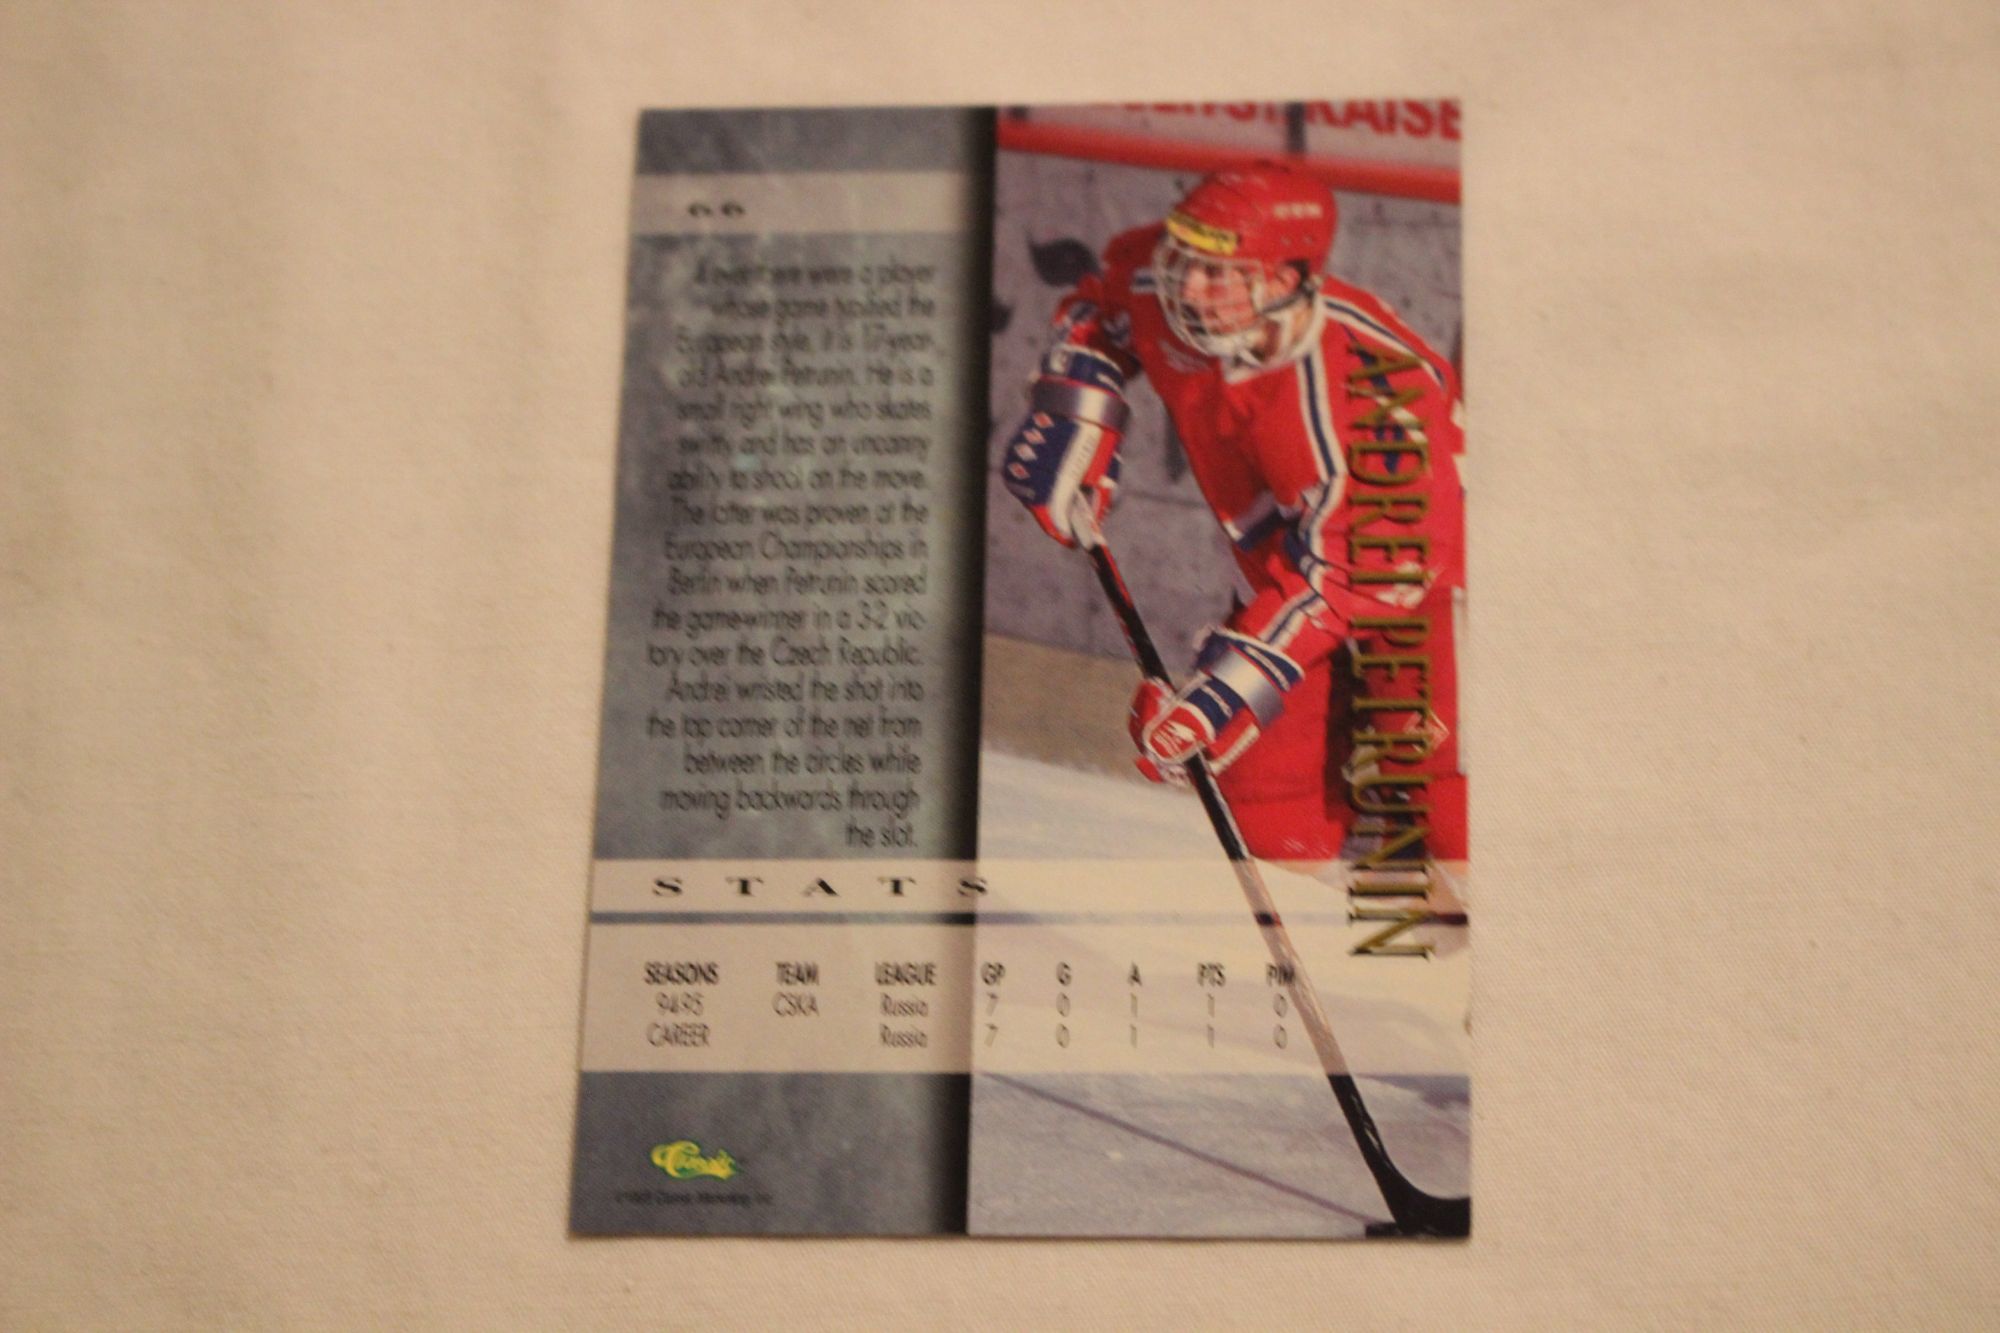 66
If ever there were a player
whose game typified the
European style, it is 17-year-
old Andrei Petrunin. He is a
small right wing who skates
swiftly and has an uncanny
ability to shoot on the move.
The latter was proven at the
European Championships in
Berlin when Petrunin scored
the game-winner in a 3-2 vic-
tory over the Czech Republic.
Andrei wristed the shot into
the top corner of the net from
between the circles while
moving backwards through
the slot.
ANDREI PETRUNIN
STATS
SEASONS TEAM LEAGUE GP G A PTS PIM
94-95 CSKA Russia 7 0 1 1 0
CAREER Russia 7 0 1 1 0
Classic
©1995 Classic Marketing, Inc.